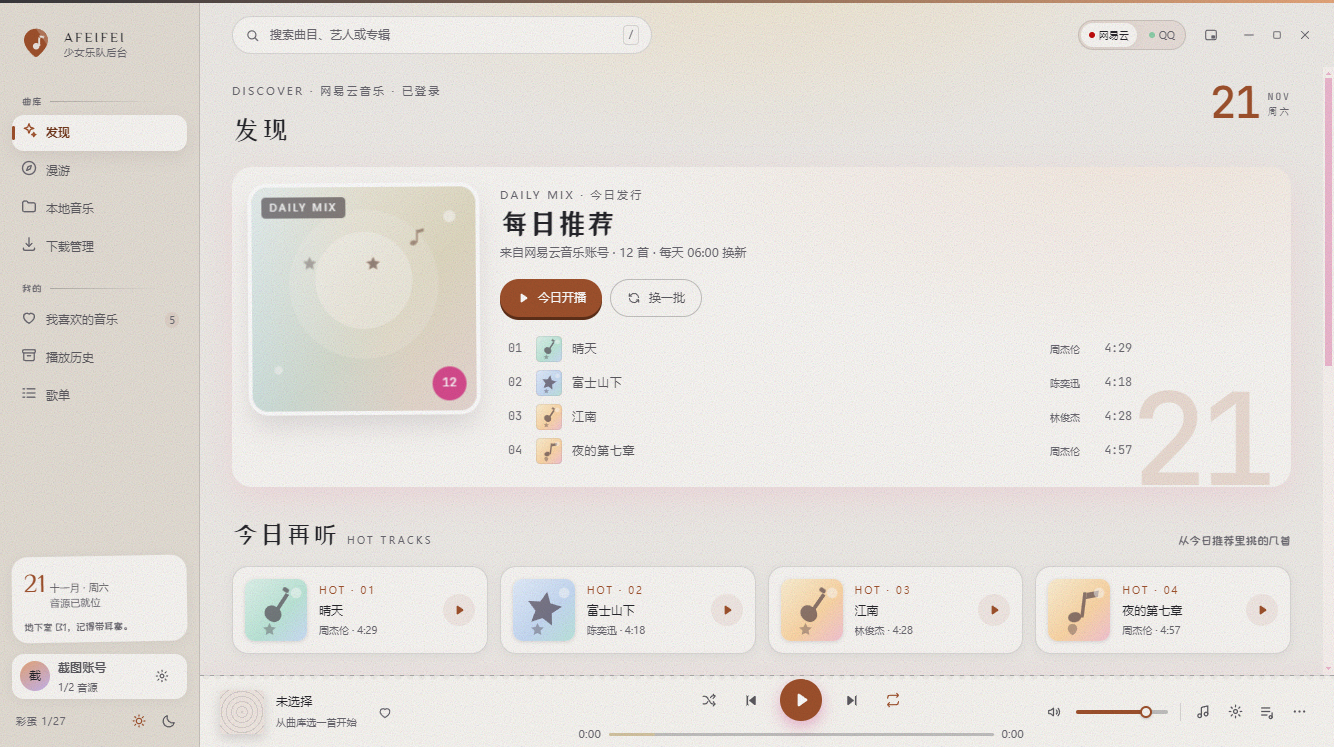 AFEIFEI
少女乐队后台
搜索曲目、艺人或专辑
/
网易云
QQ
曲库
发现
漫游
本地音乐
下载管理
我的
我喜欢的音乐
5
播放历史
歌单
21
十一月 · 周六
音源已就位
地下室 B1，记得带耳塞。
截
截图账号
1/2 音源
彩蛋 1/27
DISCOVER · 网易云音乐 · 已登录
发现
21
NOV
周六
DAILY MIX
12
DAILY MIX · 今日发行
每日推荐
来自网易云音乐账号 · 12 首 · 每天 06:00 换新
今日开播
换一批
01 晴天 周杰伦 4:29
02 富士山下 陈奕迅 4:18
03 江南 林俊杰 4:28
04 夜的第七章 周杰伦 4:57
21
今日再听 HOT TRACKS
从今日推荐里挑的几首
HOT · 01
晴天
周杰伦 · 4:29
HOT · 02
富士山下
陈奕迅 · 4:18
HOT · 03
江南
林俊杰 · 4:28
HOT · 04
夜的第七章
周杰伦 · 4:57
未选择
从曲库选一首开始
0:00
0:00